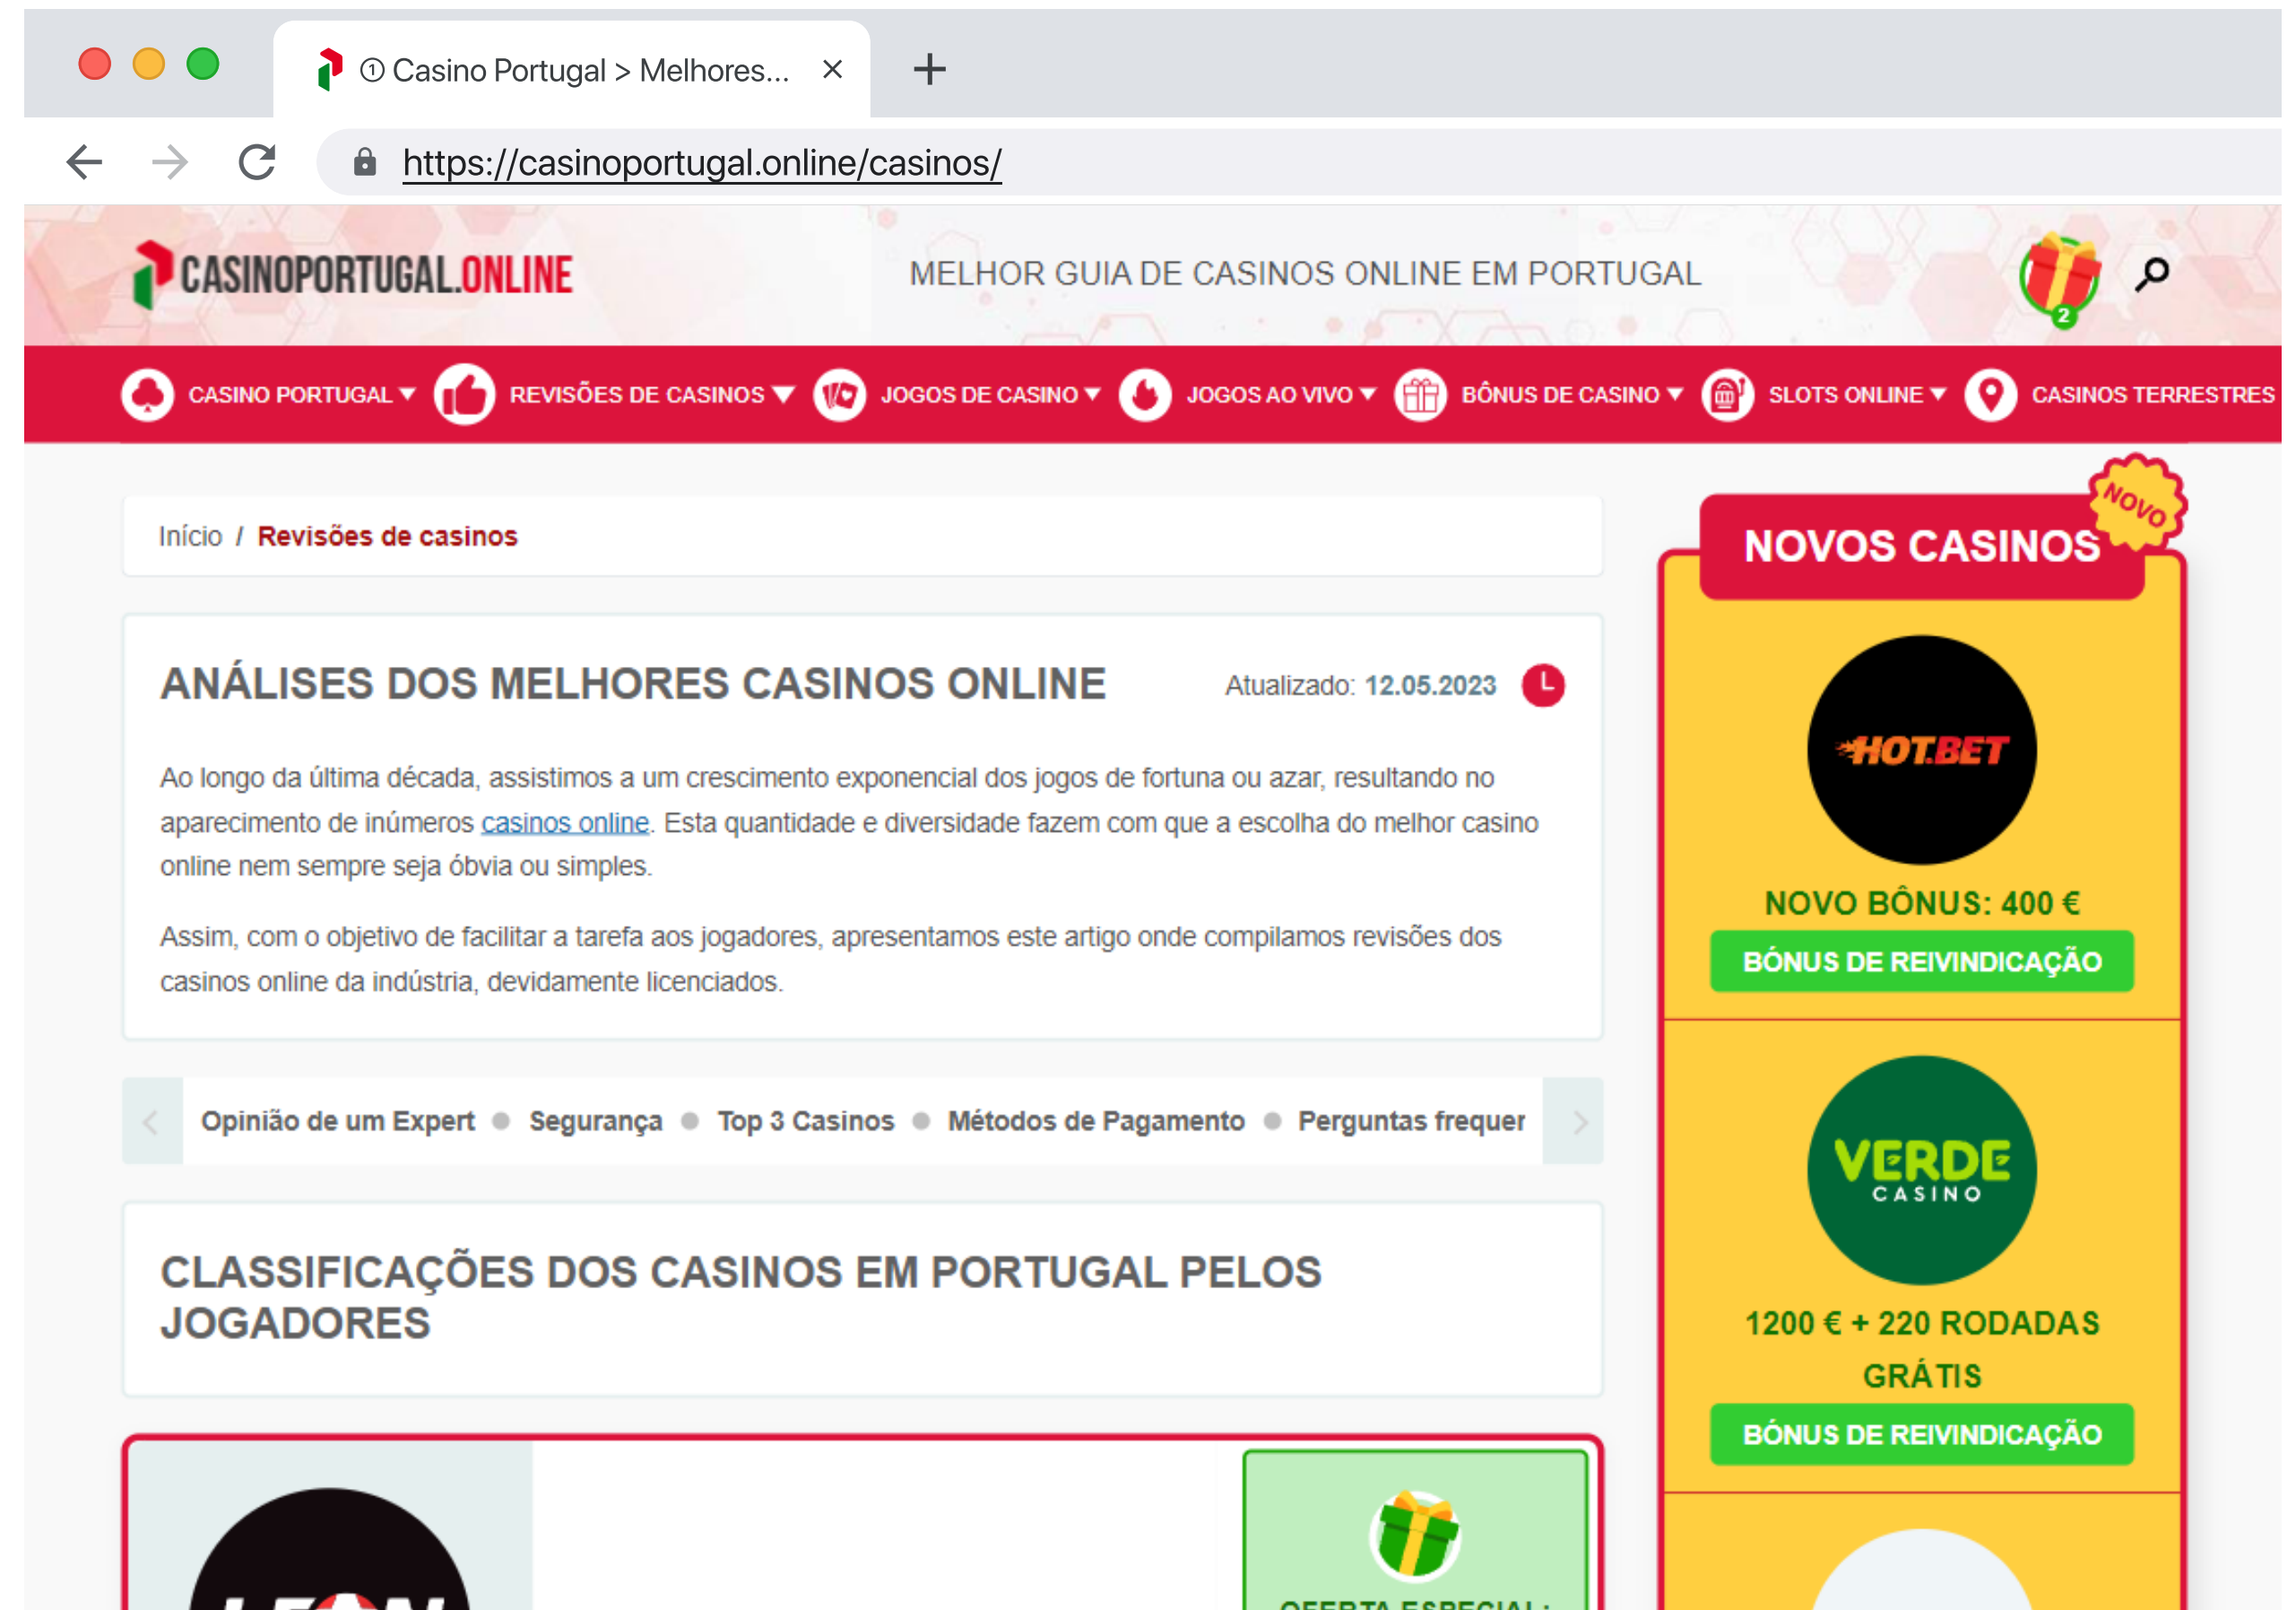 ① Casino Portugal > Melhores...
https://casinoportugal.online/casinos/
CASINOPORTUGAL.ONLINE
MELHOR GUIA DE CASINOS ONLINE EM PORTUGAL
2
CASINO PORTUGAL
REVISÕES DE CASINOS
JOGOS DE CASINO
JOGOS AO VIVO
BÔNUS DE CASINO
SLOTS ONLINE
CASINOS TERRESTRES
Início / Revisões de casinos
ANÁLISES DOS MELHORES CASINOS ONLINE
Atualizado: 12.05.2023
Ao longo da última década, assistimos a um crescimento exponencial dos jogos de fortuna ou azar, resultando no
aparecimento de inúmeros casinos online. Esta quantidade e diversidade fazem com que a escolha do melhor casino
online nem sempre seja óbvia ou simples.
Assim, com o objetivo de facilitar a tarefa aos jogadores, apresentamos este artigo onde compilamos revisões dos
casinos online da indústria, devidamente licenciados.
Opinião de um Expert
Segurança
Top 3 Casinos
Métodos de Pagamento
Perguntas frequer
CLASSIFICAÇÕES DOS CASINOS EM PORTUGAL PELOS
JOGADORES
OFERTA ESPECIAL:
NOVO
NOVOS CASINOS
HOT.BET
NOVO BÔNUS: 400 €
BÓNUS DE REIVINDICAÇÃO
VERDE
CASINO
1200 € + 220 RODADAS
GRÁTIS
BÓNUS DE REIVINDICAÇÃO